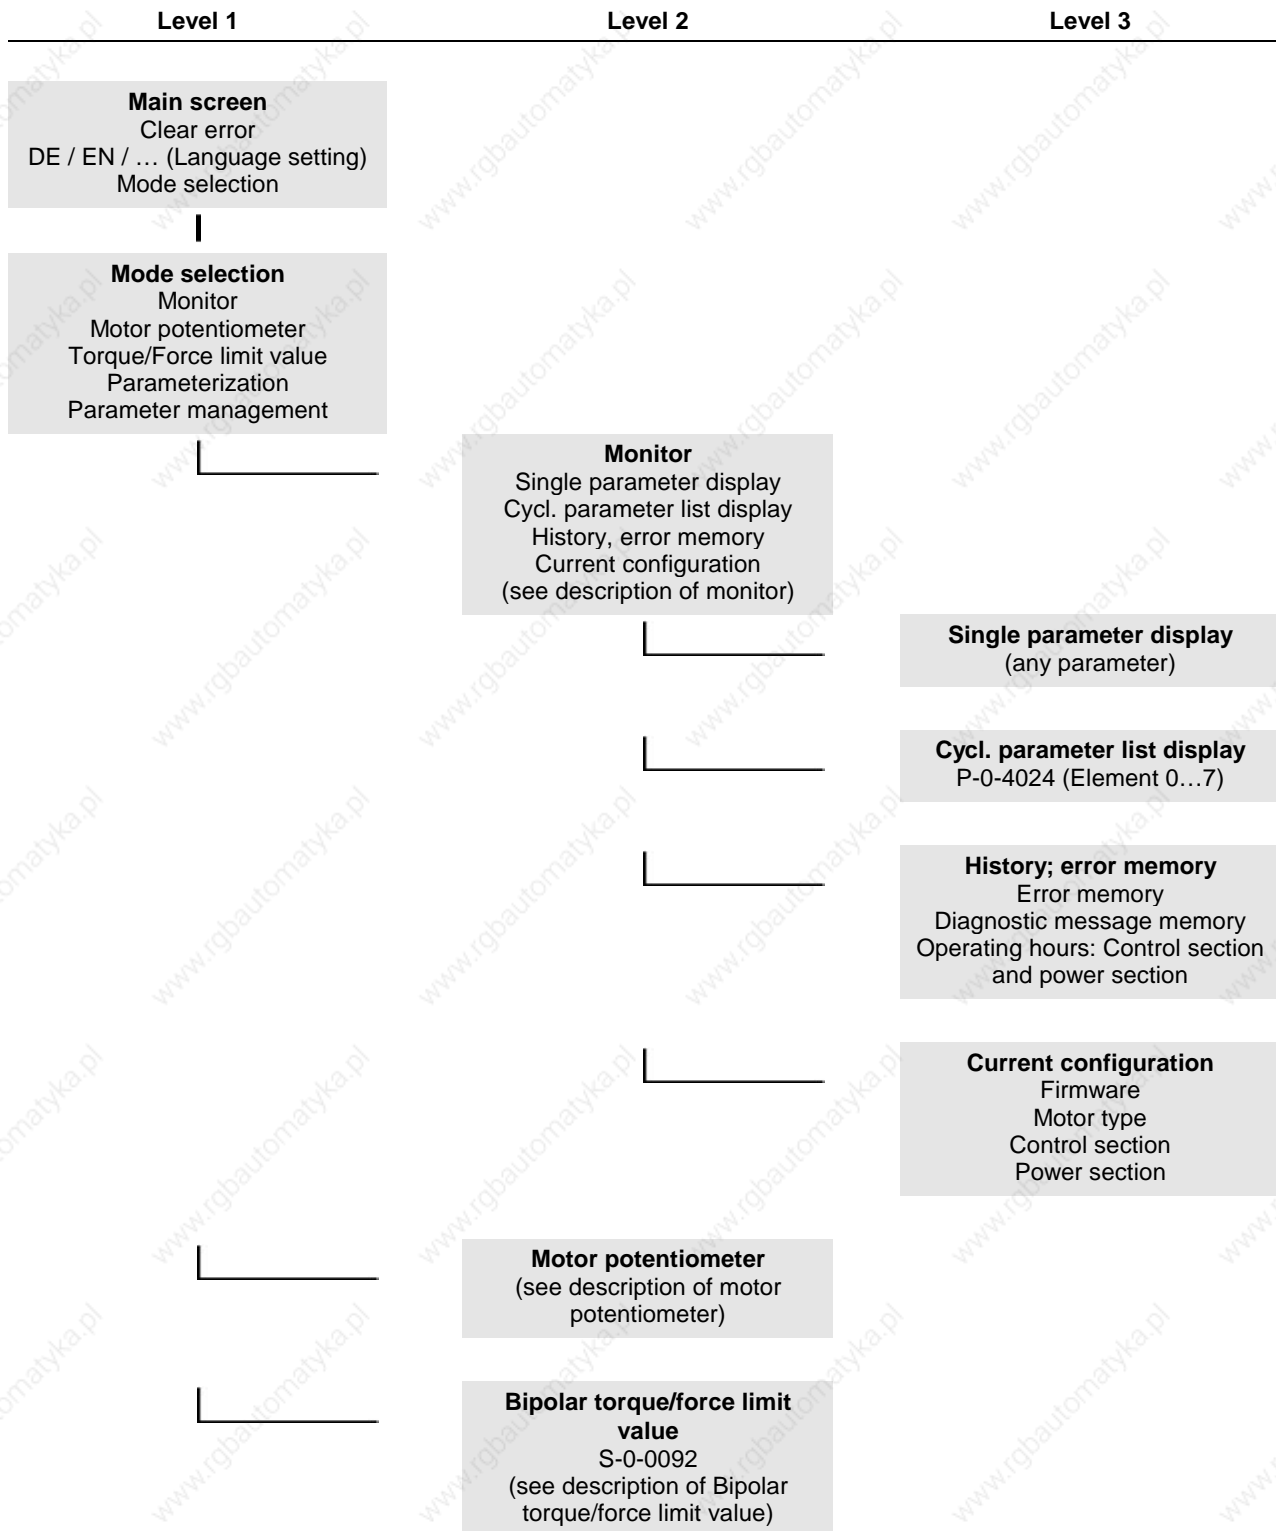 Level 1
Level 2
Level 3
Main screen
Clear error
DE / EN / … (Language setting)
Mode selection
Mode selection
Monitor
Motor potentiometer
Torque/Force limit value
Parameterization
Parameter management
Monitor
Single parameter display
Cycl. parameter list display
History, error memory
Current configuration
(see description of monitor)
Single parameter display
(any parameter)
Cycl. parameter list display
P-0-4024 (Element 0…7)
History; error memory
Error memory
Diagnostic message memory
Operating hours: Control section
and power section
Current configuration
Firmware
Motor type
Control section
Power section
Motor potentiometer
(see description of motor
potentiometer)
Bipolar torque/force limit
value
S-0-0092
(see description of Bipolar
torque/force limit value)
www.rgbautomatyka.pl